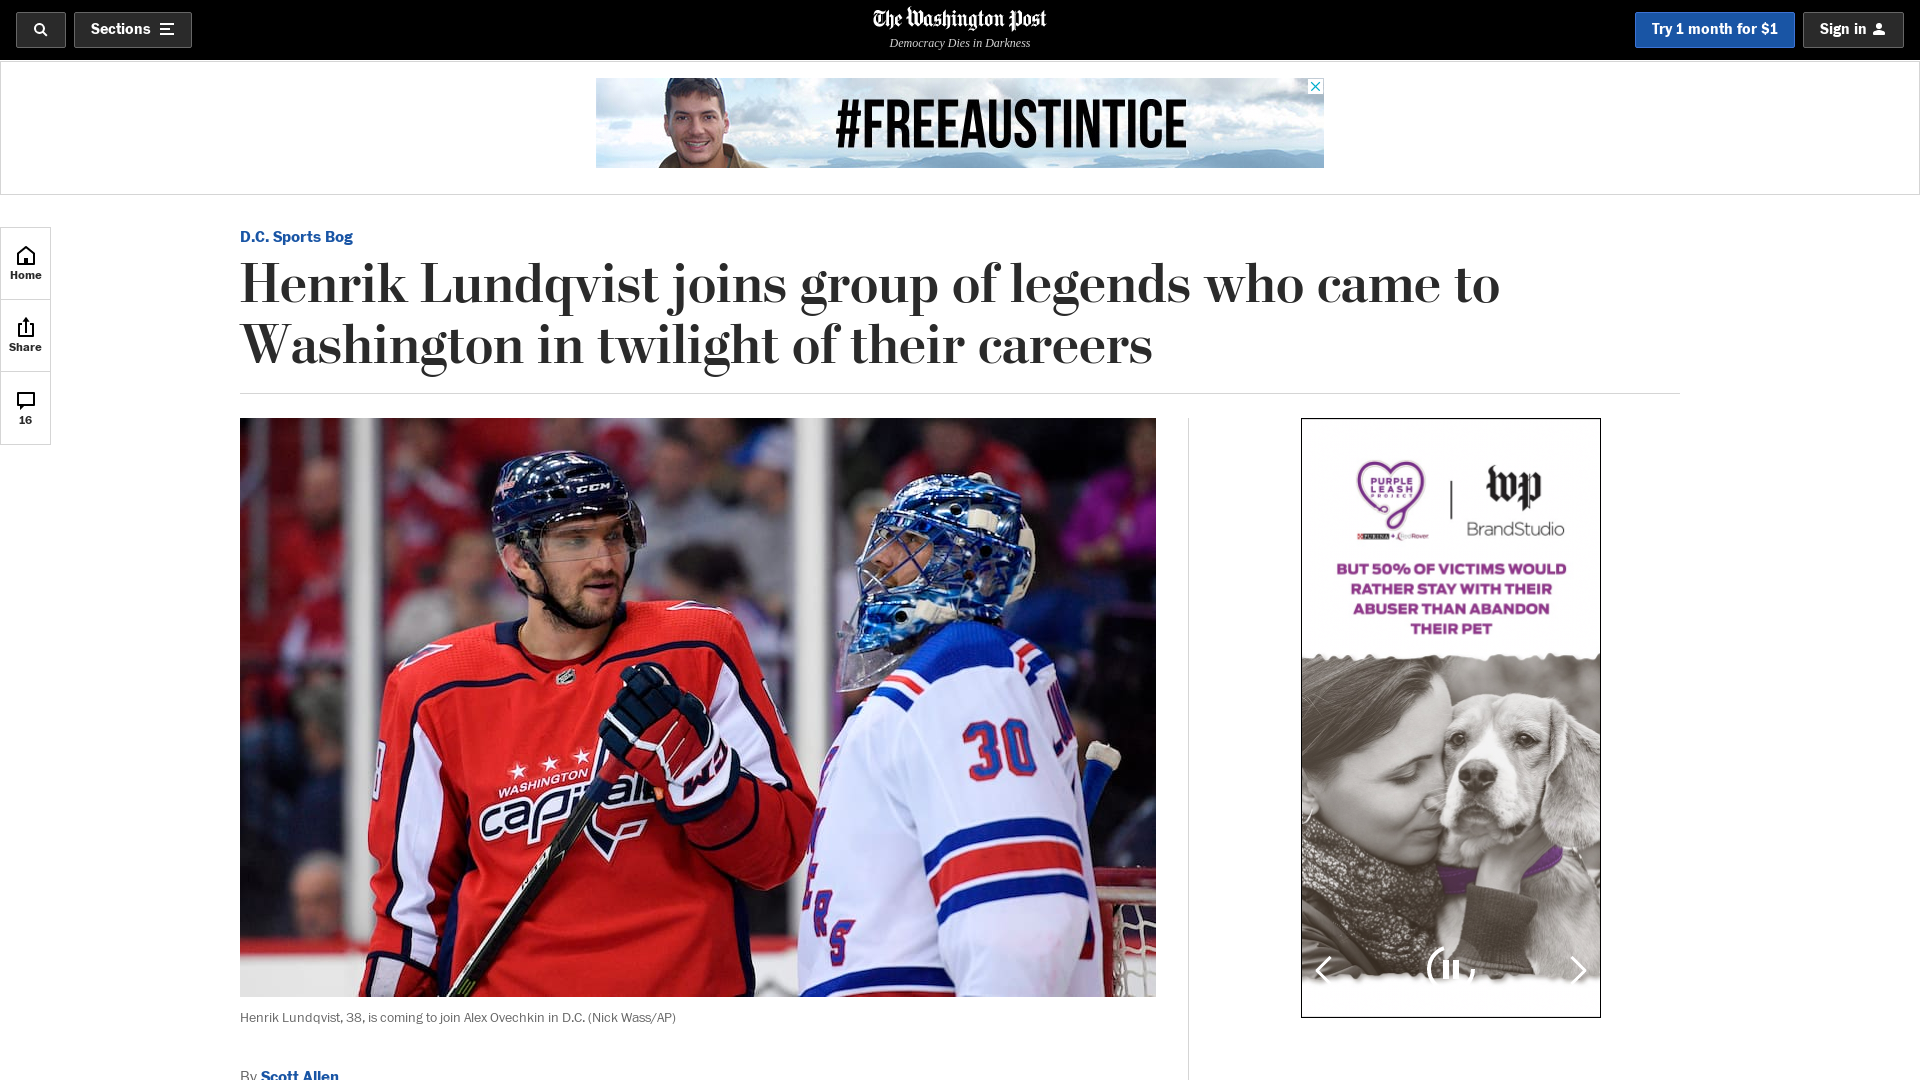 Sections
The Washington Post
Democracy Dies in Darkness
Try 1 month for $1
Sign in
#FREEAUSTINTICE
Home
Share
16
D.C. Sports Bog
Henrik Lundqvist joins group of legends who came to
Washington in twilight of their careers
CCM
WASHINGTON
capitals
30
PURPLE
LEASH
PROJECT
PURINA + RedRover
wp
BrandStudio
BUT 50% OF VICTIMS WOULD
RATHER STAY WITH THEIR
ABUSER THAN ABANDON
THEIR PET
Henrik Lundqvist, 38, is coming to join Alex Ovechkin in D.C. (Nick Wass/AP)
By Scott Allen